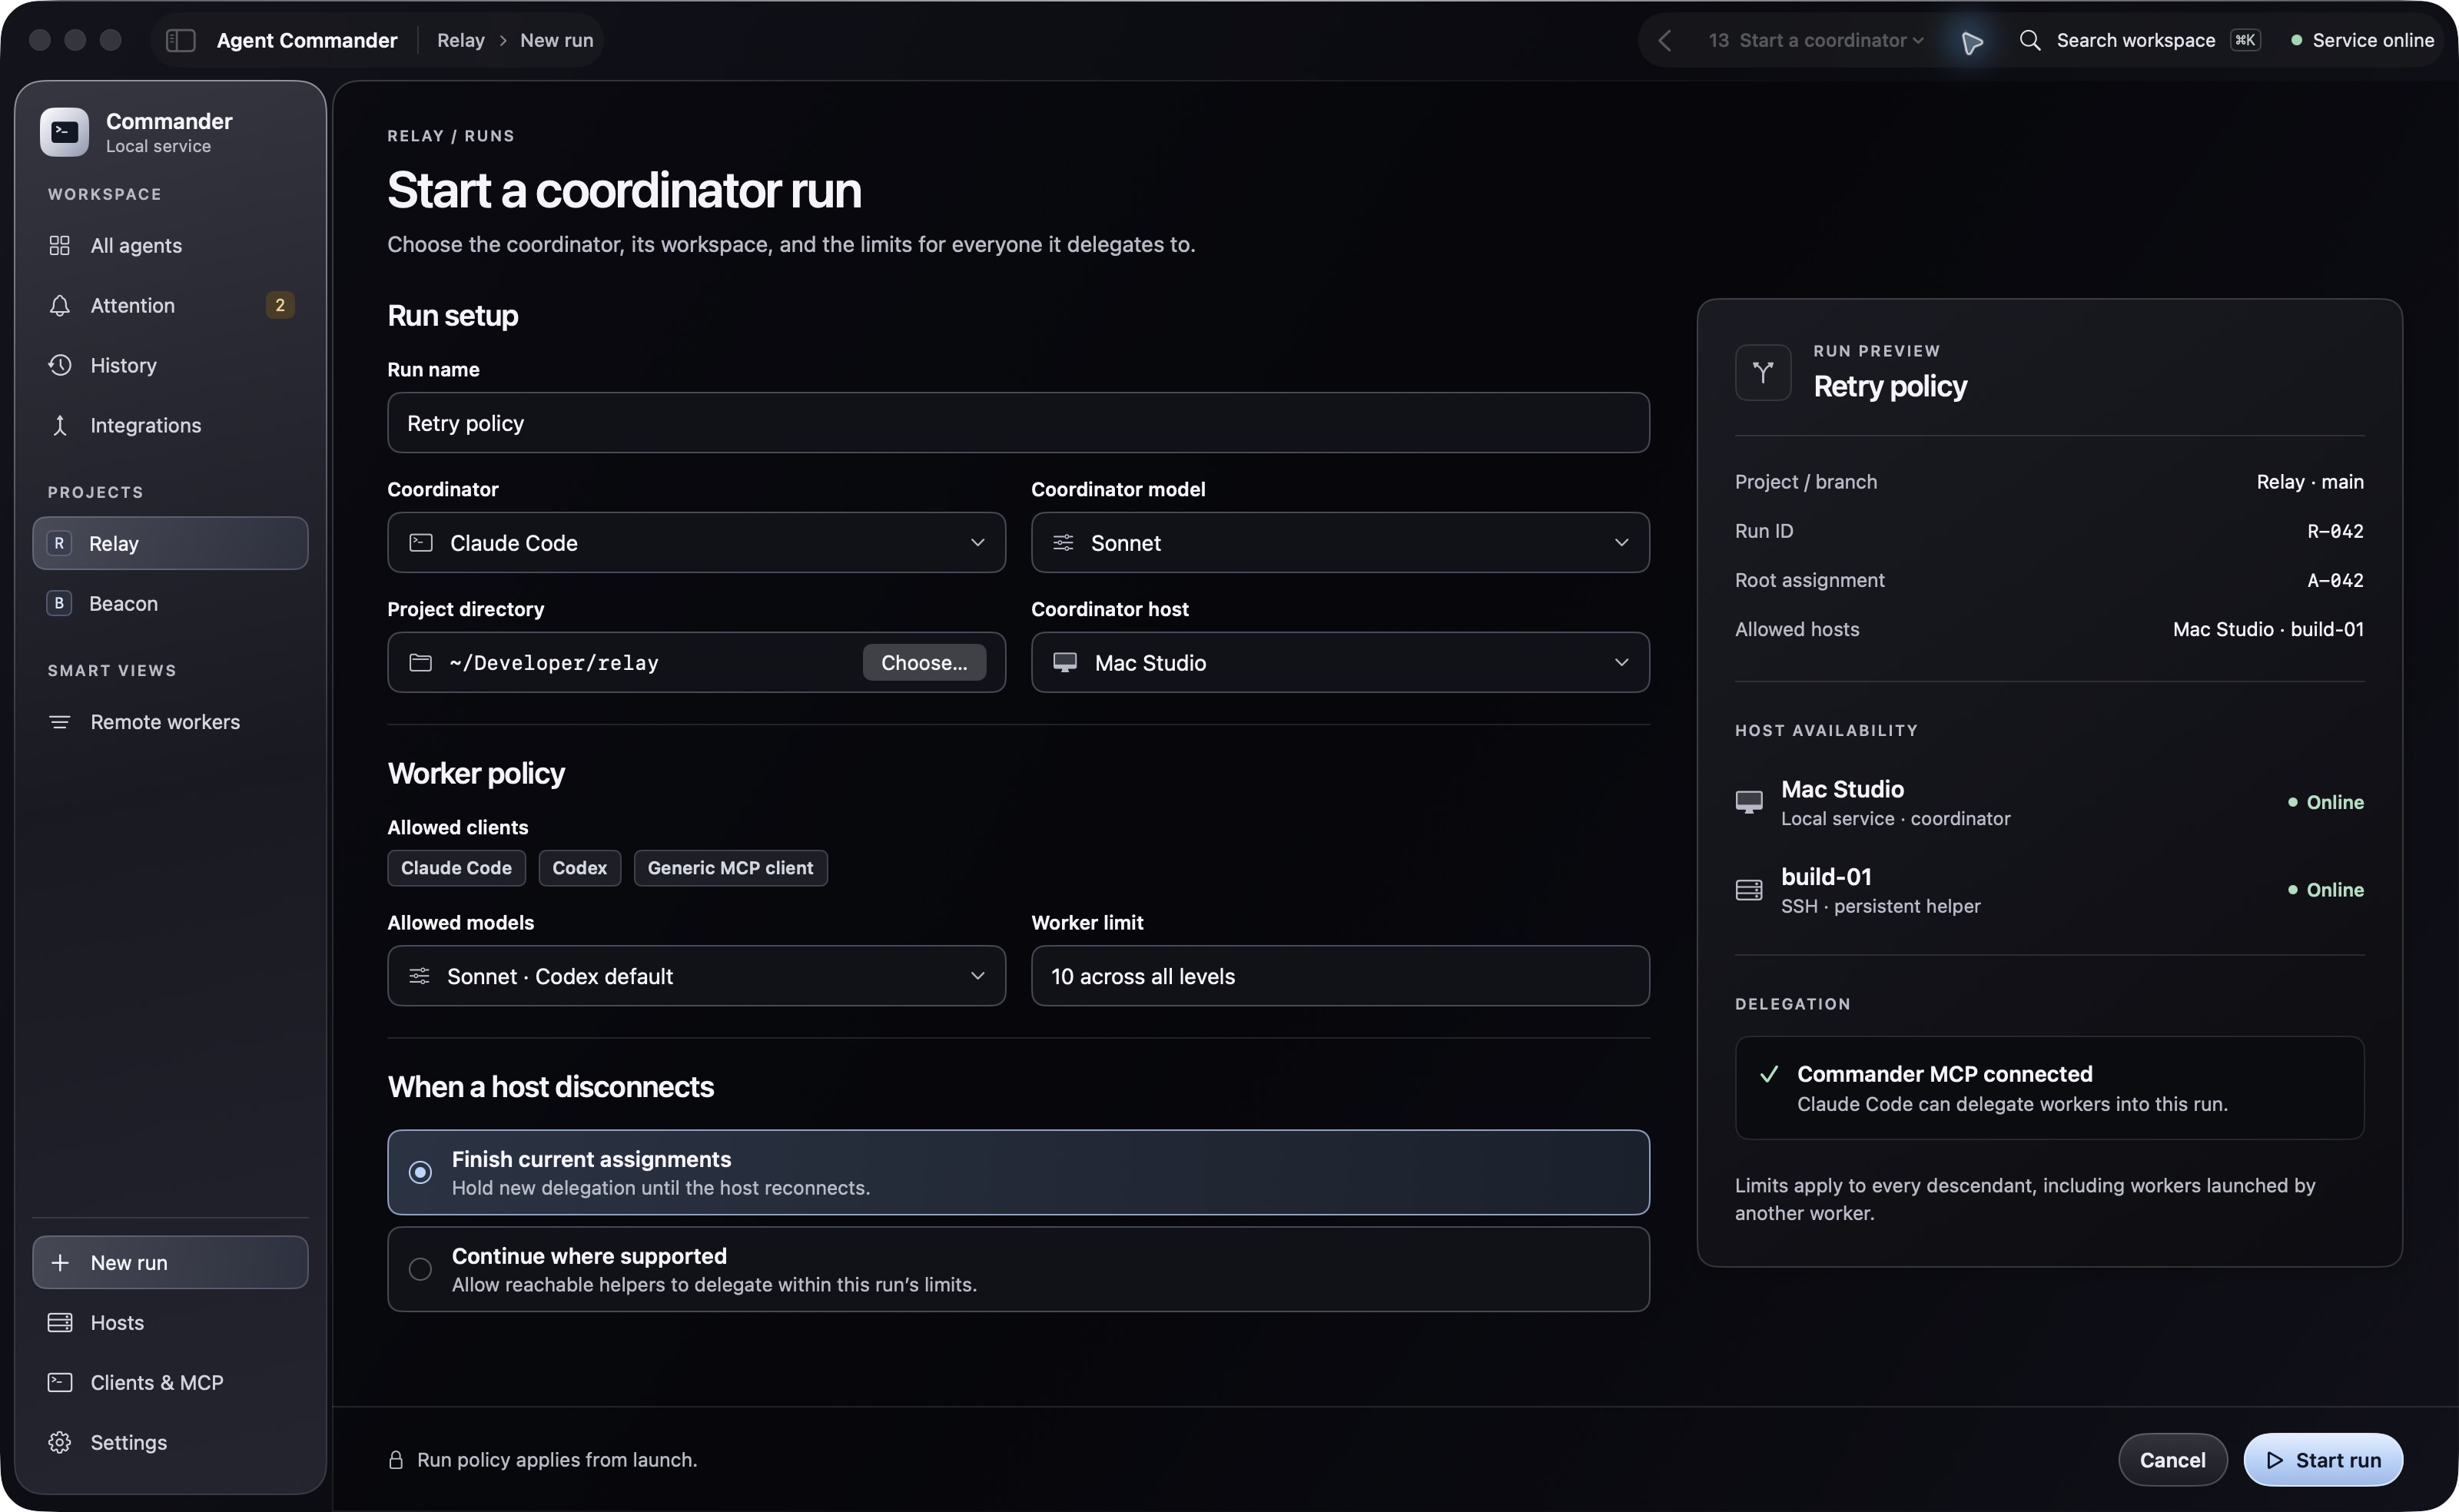 Agent Commander
Relay › New run
13 Start a coordinator
Search workspace ⌘K
Service online
Commander
Local service
WORKSPACE
All agents
Attention 2
History
Integrations
PROJECTS
R Relay
B Beacon
SMART VIEWS
Remote workers
New run
Hosts
Clients & MCP
Settings
RELAY / RUNS
Start a coordinator run
Choose the coordinator, its workspace, and the limits for everyone it delegates to.
Run setup
Run name
Retry policy
Coordinator
Claude Code
Coordinator model
Sonnet
Project directory
~/Developer/relay Choose...
Coordinator host
Mac Studio
Worker policy
Allowed clients
Claude Code Codex Generic MCP client
Allowed models
Sonnet · Codex default
Worker limit
10 across all levels
When a host disconnects
Finish current assignments
Hold new delegation until the host reconnects.
Continue where supported
Allow reachable helpers to delegate within this run’s limits.
RUN PREVIEW
Retry policy
Project / branch Relay · main
Run ID R–042
Root assignment A–042
Allowed hosts Mac Studio · build-01
HOST AVAILABILITY
Mac Studio
Local service · coordinator
Online
build-01
SSH · persistent helper
Online
DELEGATION
Commander MCP connected
Claude Code can delegate workers into this run.
Limits apply to every descendant, including workers launched by
another worker.
Run policy applies from launch.
Cancel
Start run